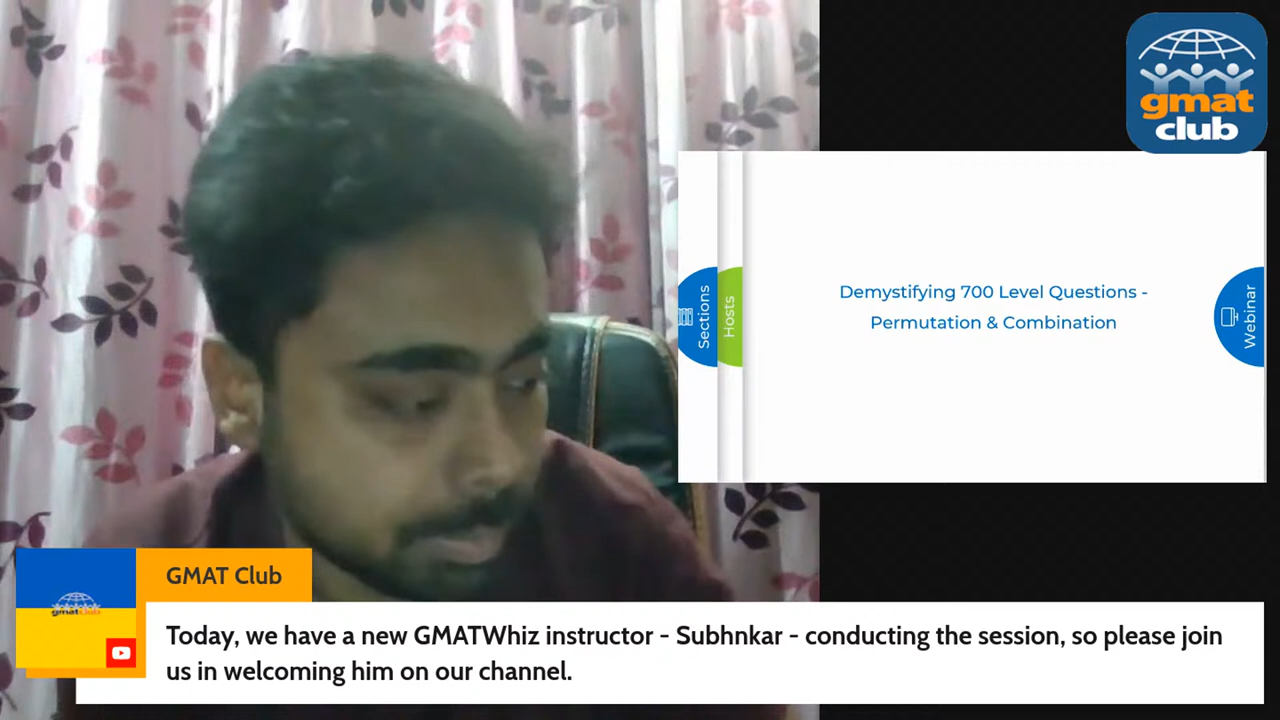 gmat
club
Demystifying 700 Level Questions -
Permutation & Combination
Sections
Hosts
Webinar
GMAT Club
gmatclub
Today, we have a new GMATWhiz instructor - Subhnkar - conducting the session, so please join
us in welcoming him on our channel.